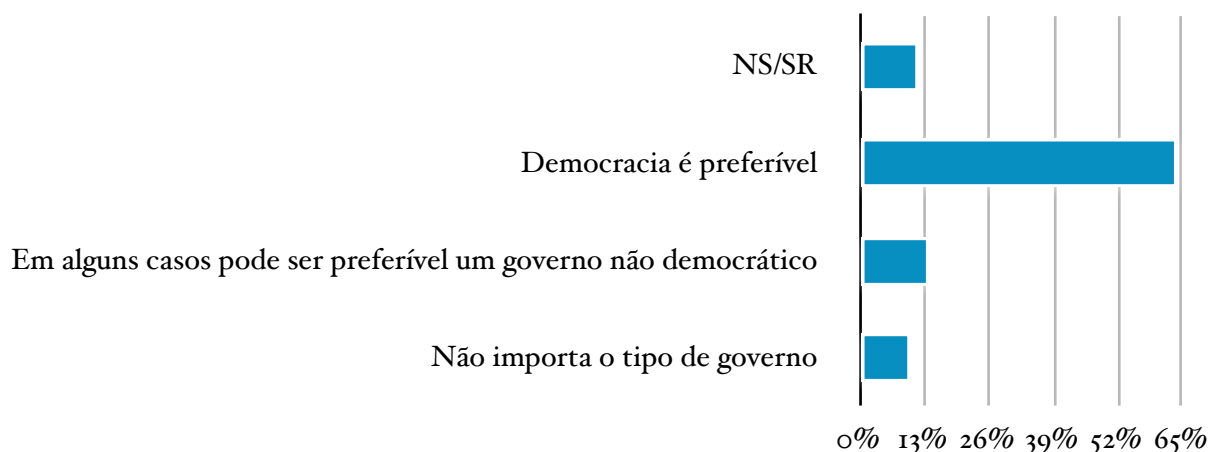 NS/SR
Democracia é preferível
Em alguns casos pode ser preferível um governo não democrático
Não importa o tipo de governo
0% 13% 26% 39% 52% 65%